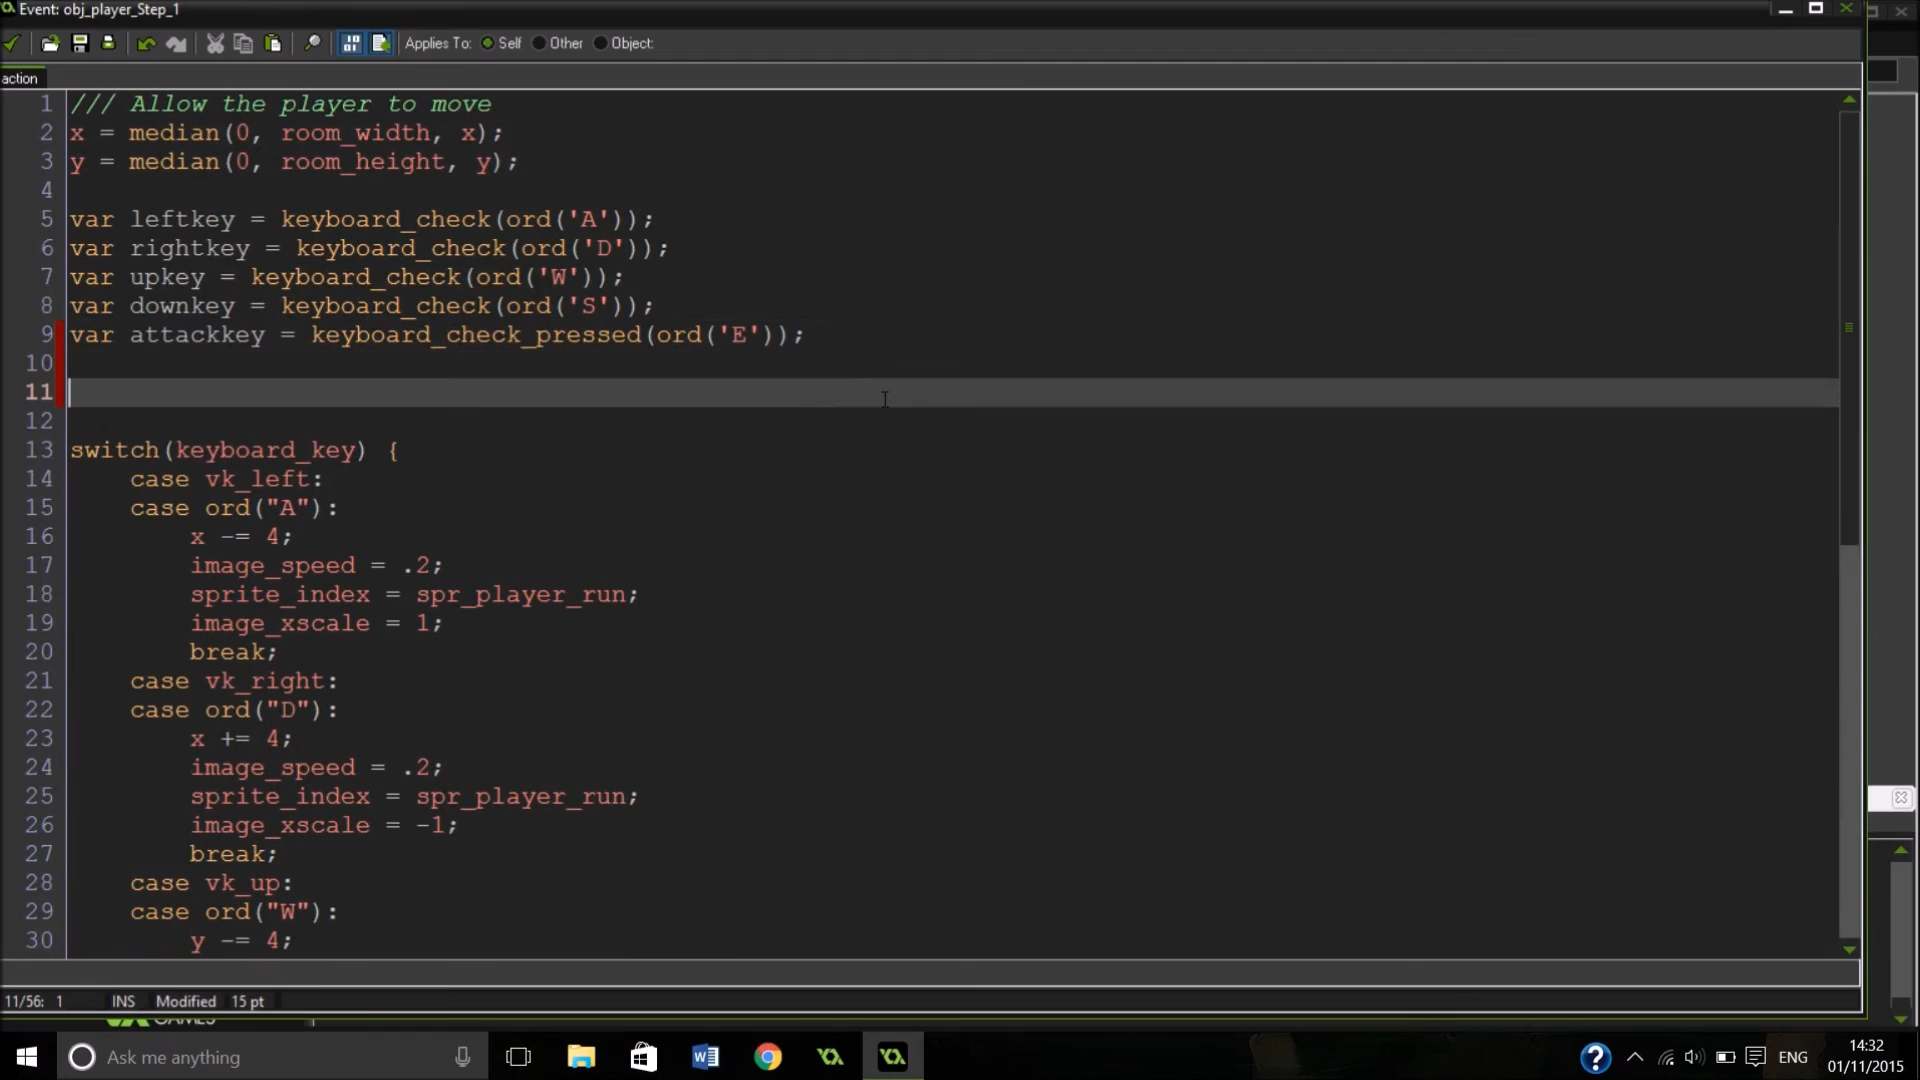 Event: obj_player_Step_1
Applies To: Self Other Object:
action
1 /// Allow the player to move
2 x = median(0, room_width, x);
3 y = median(0, room_height, y);
4
5 var leftkey = keyboard_check(ord('A'));
6 var rightkey = keyboard_check(ord('D'));
7 var upkey = keyboard_check(ord('W'));
8 var downkey = keyboard_check(ord('S'));
9 var attackkey = keyboard_check_pressed(ord('E'));
10
11
12
13 switch(keyboard_key) {
14 case vk_left:
15 case ord("A"):
16 x -= 4;
17 image_speed = .2;
18 sprite_index = spr_player_run;
19 image_xscale = 1;
20 break;
21 case vk_right:
22 case ord("D"):
23 x += 4;
24 image_speed = .2;
25 sprite_index = spr_player_run;
26 image_xscale = -1;
27 break;
28 case vk_up:
29 case ord("W"):
30 y -= 4;
11/56: 1 INS Modified 15 pt
GAMES
Ask me anything
ENG
14:32
01/11/2015